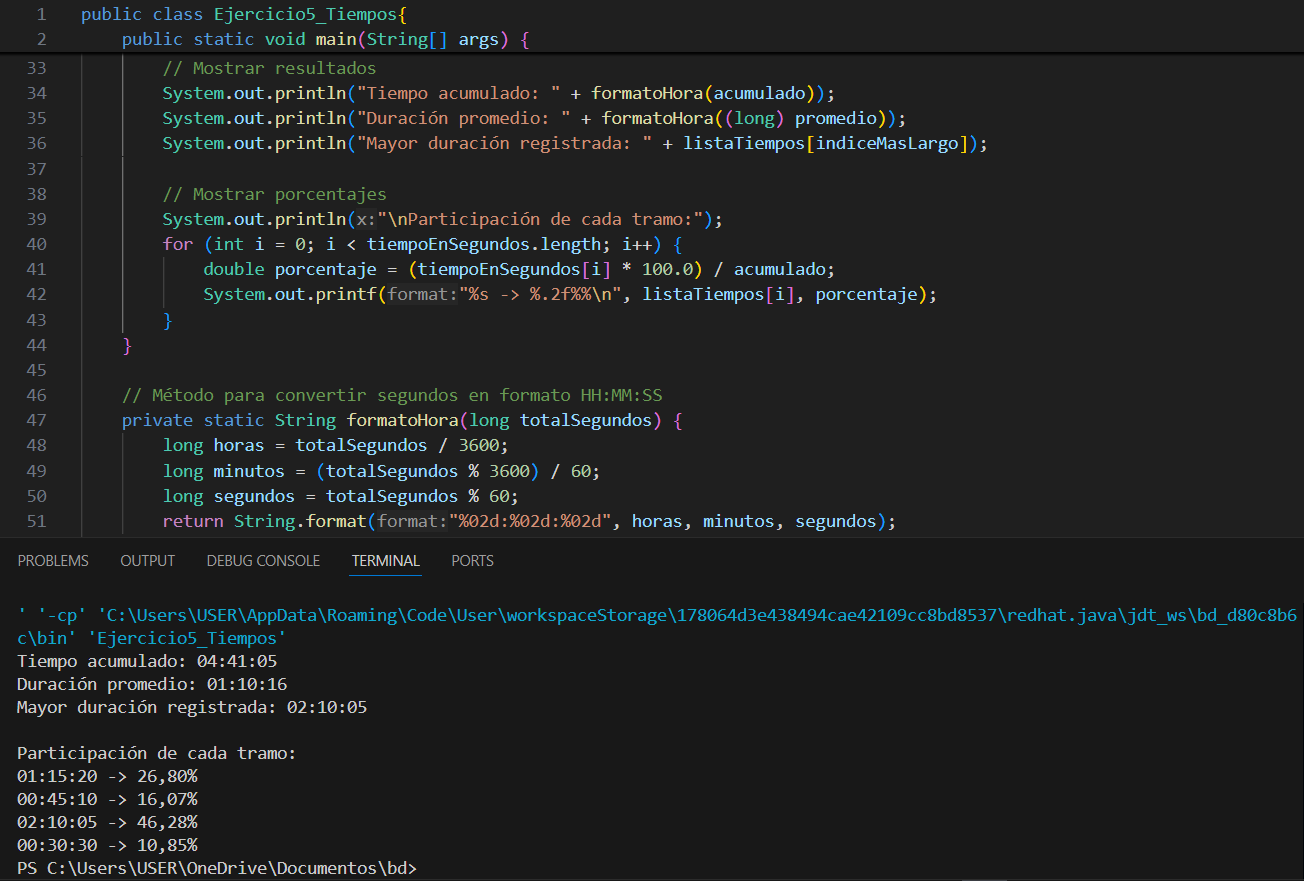 1 public class Ejercicio5_Tiempos{
2 public static void main(String[] args) {
33 // Mostrar resultados
34 System.out.println("Tiempo acumulado: " + formatoHora(acumulado));
35 System.out.println("Duración promedio: " + formatoHora((long) promedio));
36 System.out.println("Mayor duración registrada: " + listaTiempos[indiceMasLargo]);
37
38 // Mostrar porcentajes
39 System.out.println(x:"\nParticipación de cada tramo:");
40 for (int i = 0; i < tiempoEnSegundos.length; i++) {
41 double porcentaje = (tiempoEnSegundos[i] * 100.0) / acumulado;
42 System.out.printf(format:"%s -> %.2f%%\n", listaTiempos[i], porcentaje);
43 }
44 }
45
46 // Método para convertir segundos en formato HH:MM:SS
47 private static String formatoHora(long totalSegundos) {
48 long horas = totalSegundos / 3600;
49 long minutos = (totalSegundos % 3600) / 60;
50 long segundos = totalSegundos % 60;
51 return String.format(format:"%02d:%02d:%02d", horas, minutos, segundos);
PROBLEMS OUTPUT DEBUG CONSOLE TERMINAL PORTS
' '-cp' 'C:\Users\USER\AppData\Roaming\Code\User\workspaceStorage\178064d3e438494cae42109cc8bd8537\redhat.java\jdt_ws\bd_d80c8b6
c\bin' 'Ejercicio5_Tiempos'
Tiempo acumulado: 04:41:05
Duración promedio: 01:10:16
Mayor duración registrada: 02:10:05
Participación de cada tramo:
01:15:20 -> 26,80%
00:45:10 -> 16,07%
02:10:05 -> 46,28%
00:30:30 -> 10,85%
PS C:\Users\USER\OneDrive\Documentos\bd>